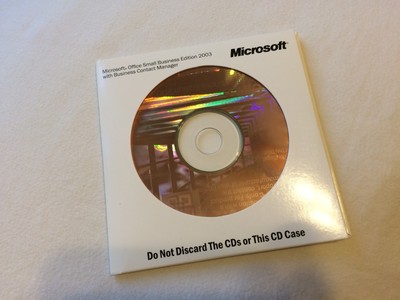 Microsoft® Office Small Business Edition 2003
with Business Contact Manager
Microsoft®
Do Not Discard The CDs or This CD Case